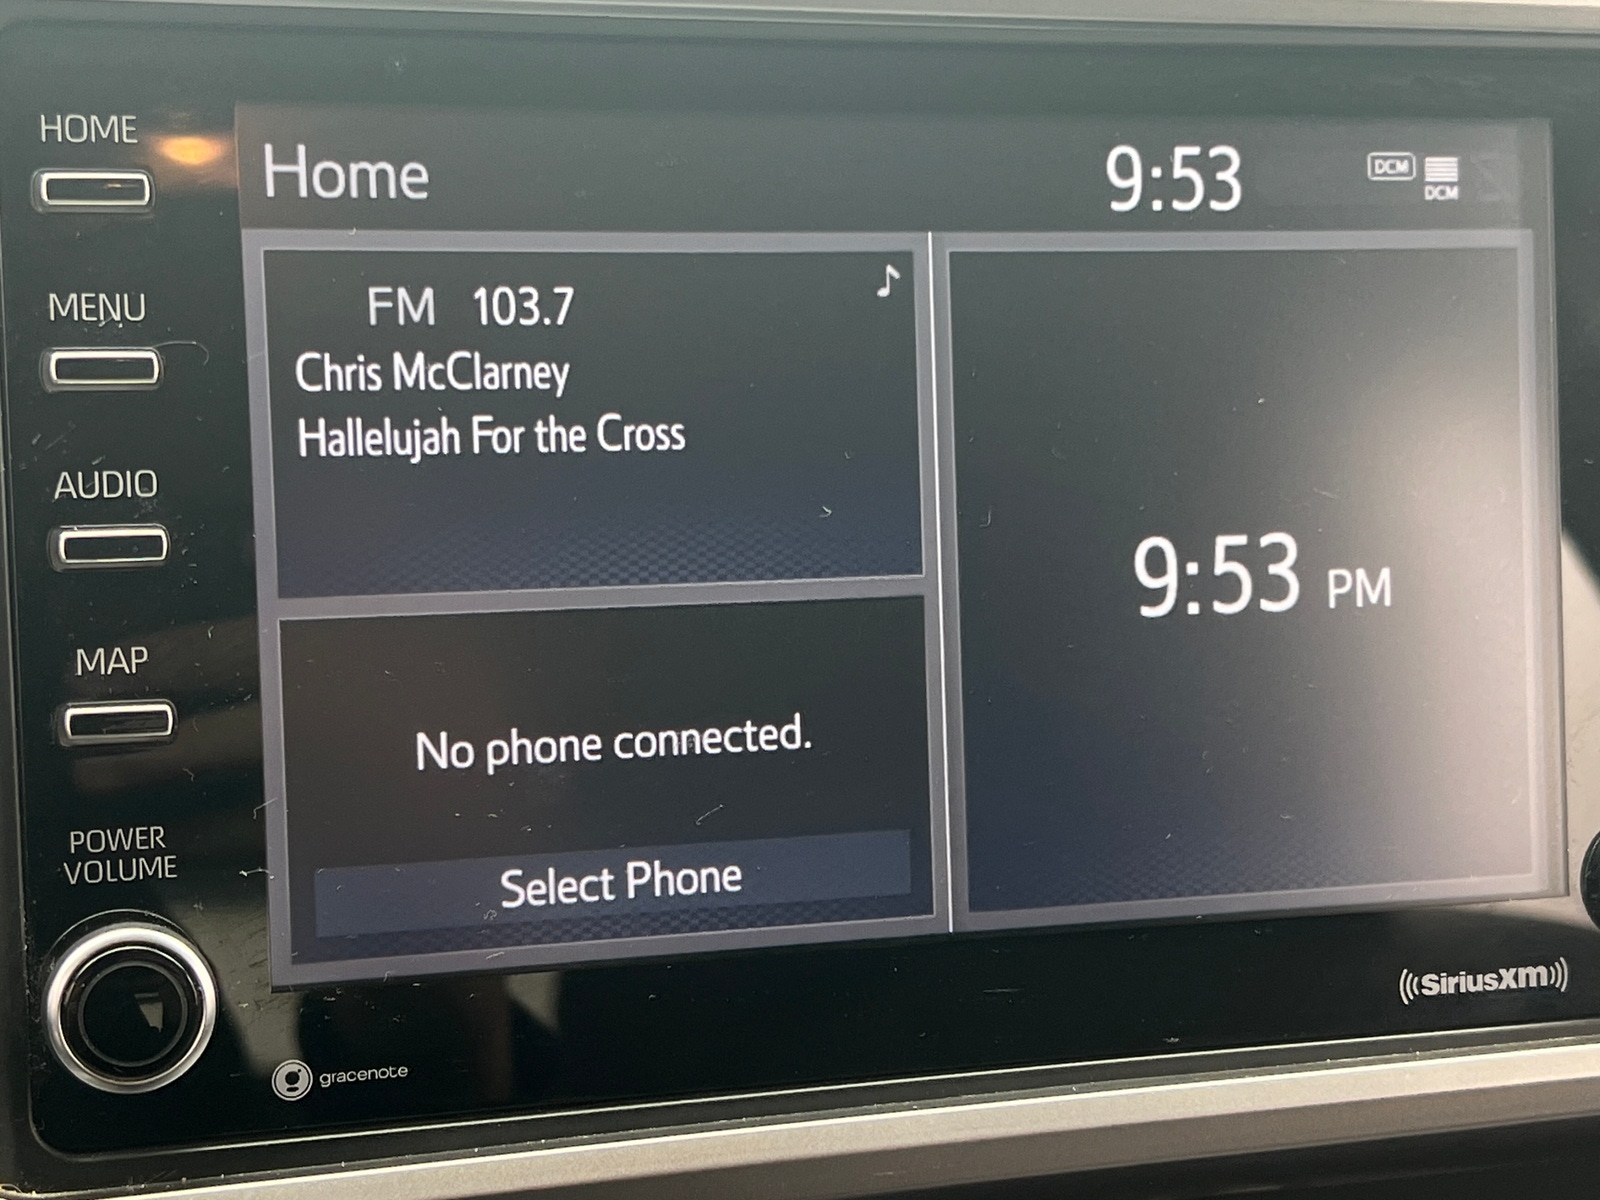 HOME
Home
9:53
DCM
DCM
MENU
FM 103.7
Chris McClarney
Hallelujah For the Cross
AUDIO
9:53 PM
MAP
No phone connected.
POWER
VOLUME
Select Phone
SiriusXm
gracenote